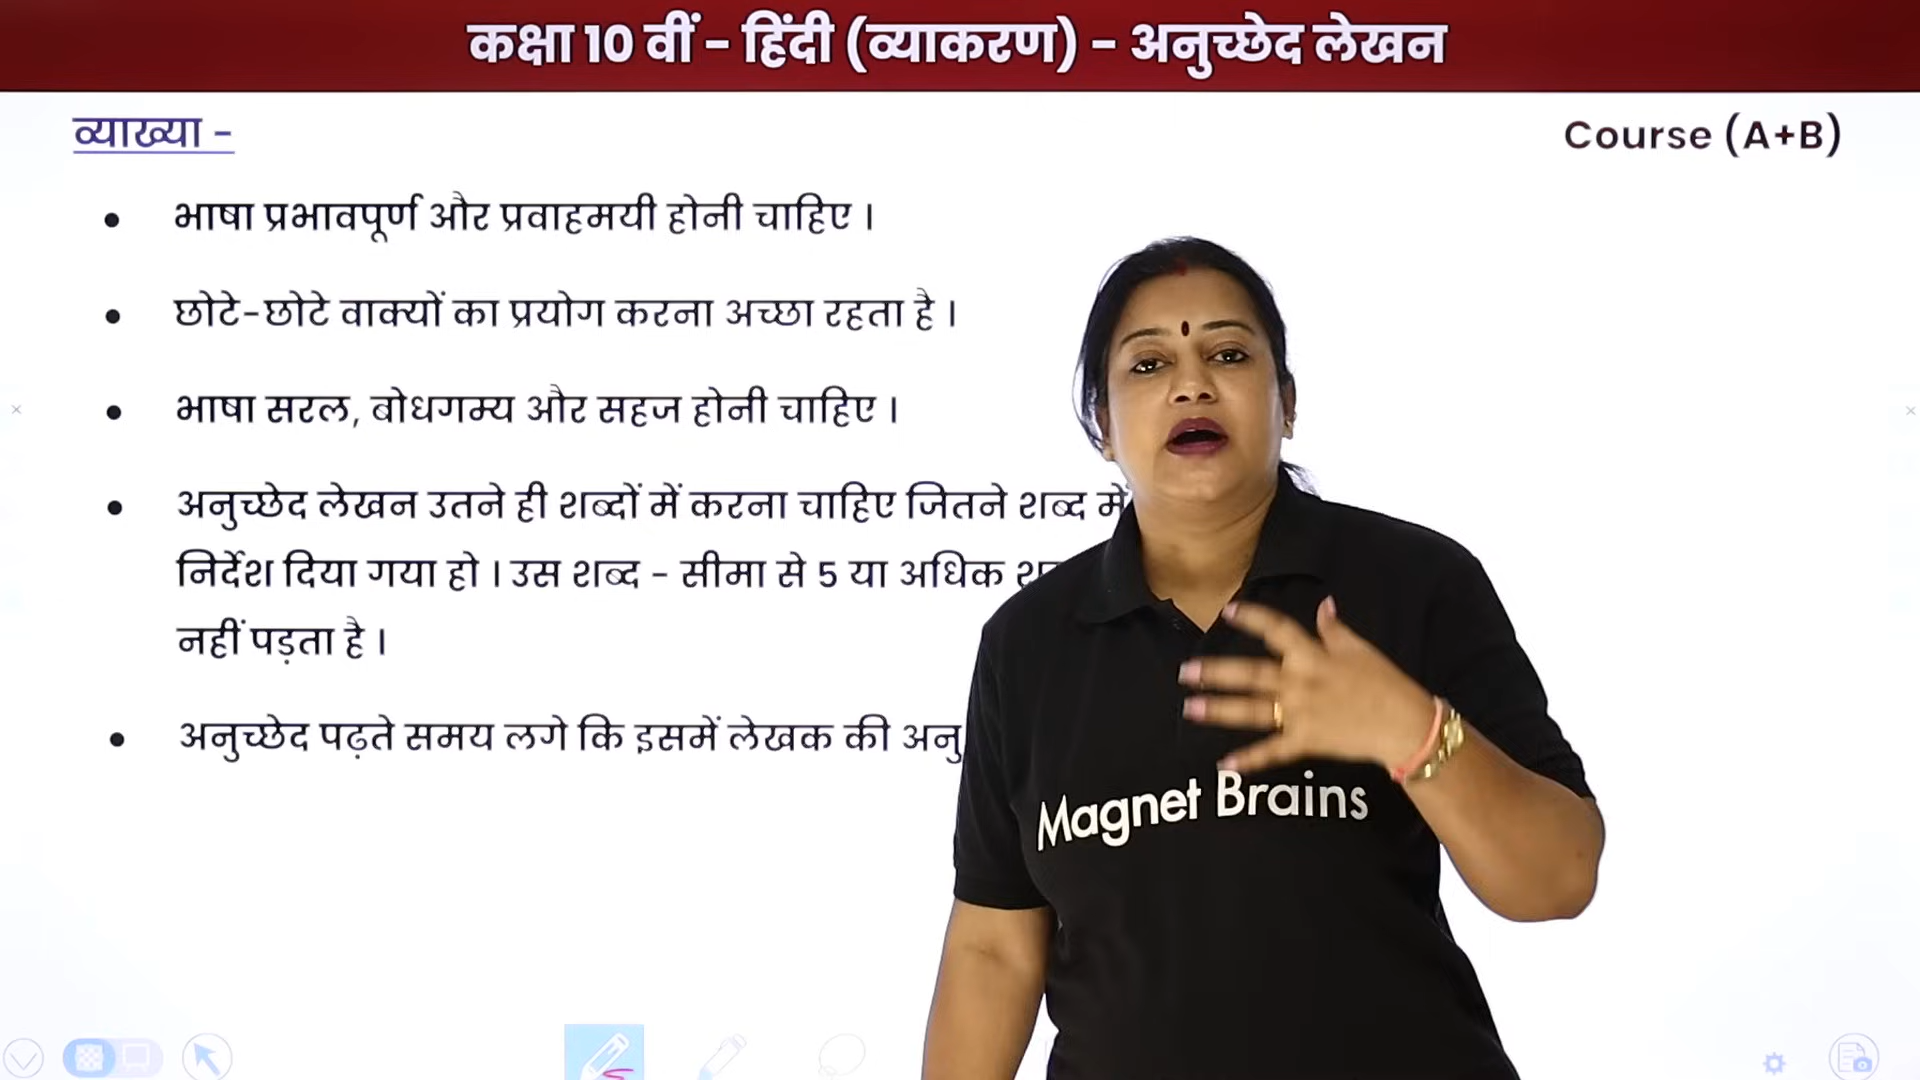 कक्षा 10 वीं - हिंदी (व्याकरण) - अनुच्छेद लेखन
व्याख्या -
Course (A+B)
• भाषा प्रभावपूर्ण और प्रवाहमयी होनी चाहिए ।
• छोटे-छोटे वाक्यों का प्रयोग करना अच्छा रहता है ।
• भाषा सरल, बोधगम्य और सहज होनी चाहिए ।
• अनुच्छेद लेखन उतने ही शब्दों में करना चाहिए जितने शब्द में
निर्देश दिया गया हो । उस शब्द - सीमा से 5 या अधिक
नहीं पड़ता है ।
• अनुच्छेद पढ़ते समय लगे कि इसमें लेखक की
Magnet Brains